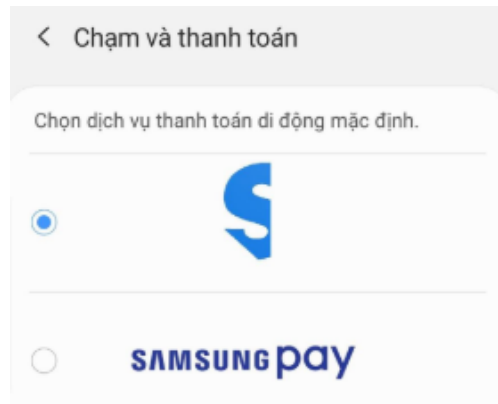 Chạm và thanh toán
Chọn dịch vụ thanh toán di động mặc định.
S
SAMSUNG pay